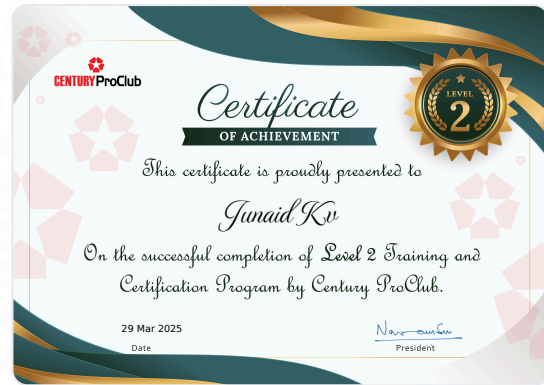 CENTURY ProClub
Certificate
OF ACHIEVEMENT
LEVEL
2
This certificate is proudly presented to
Junaid Kv
On the successful completion of Level 2 Training and
Certification Program by Century ProClub.
29 Mar 2025
Date
President